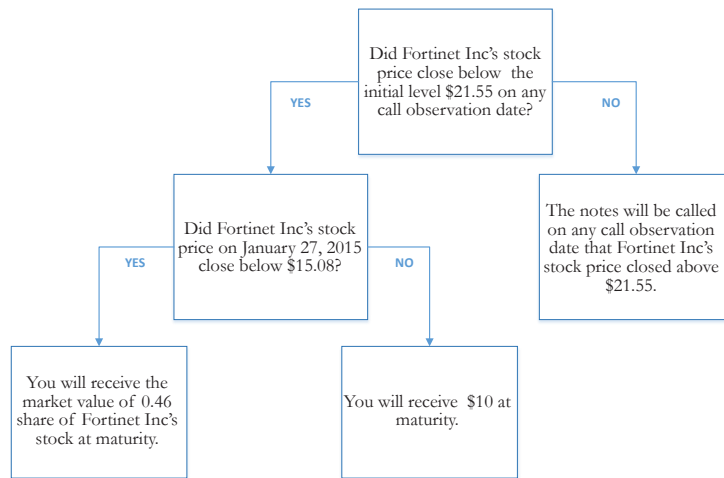 Did Fortinet Inc's stock
price close below the
initial level $21.55 on any
call observation date?
YES
NO
Did Fortinet Inc's stock
price on January 27, 2015
close below $15.08?
The notes will be called
on any call observation
date that Fortinet Inc's
stock price closed above
$21.55.
YES
NO
You will receive the
market value of 0.46
share of Fortinet Inc's
stock at maturity.
You will receive $10 at
maturity.